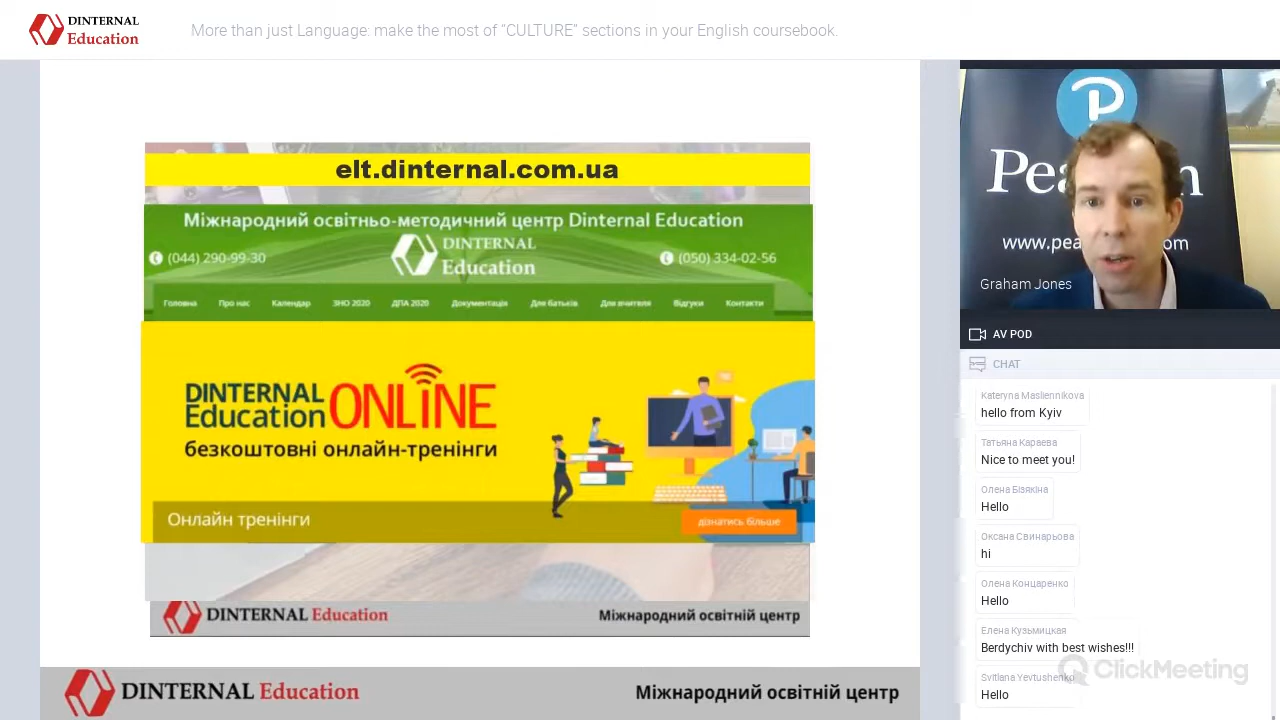 DINTERNAL
Education
More than just Language: make the most of "CULTURE" sections in your English coursebook.
elt.dinternal.com.ua
Міжнародний освітньо-методичний центр Dinternal Education
(044) 290-99-30
DINTERNAL
Education
(050) 334-02-56
Головна Про нас Календар ЗНО 2020 ДПА 2020 Документація Для батьків Для вчителя Відгуки Контакти
DINTERNAL
Education ONLINE
безкоштовні онлайн-тренінги
Онлайн тренінги
дізнатись більше
DINTERNAL Education
Міжнародний освітній центр
DINTERNAL Education
Міжнародний освітній центр
Graham Jones
AV POD
CHAT
Kateryna Masliennikova
hello from Kyiv
Татьяна Караева
Nice to meet you!
Олена Бізякіна
Hello
Оксана Свинарьова
hi
Олена Концаренко
Hello
Елена Кузьмицкая
Berdychiv with best wishes!!!
Svitlana Yevtushenko
Hello
ClickMeeting